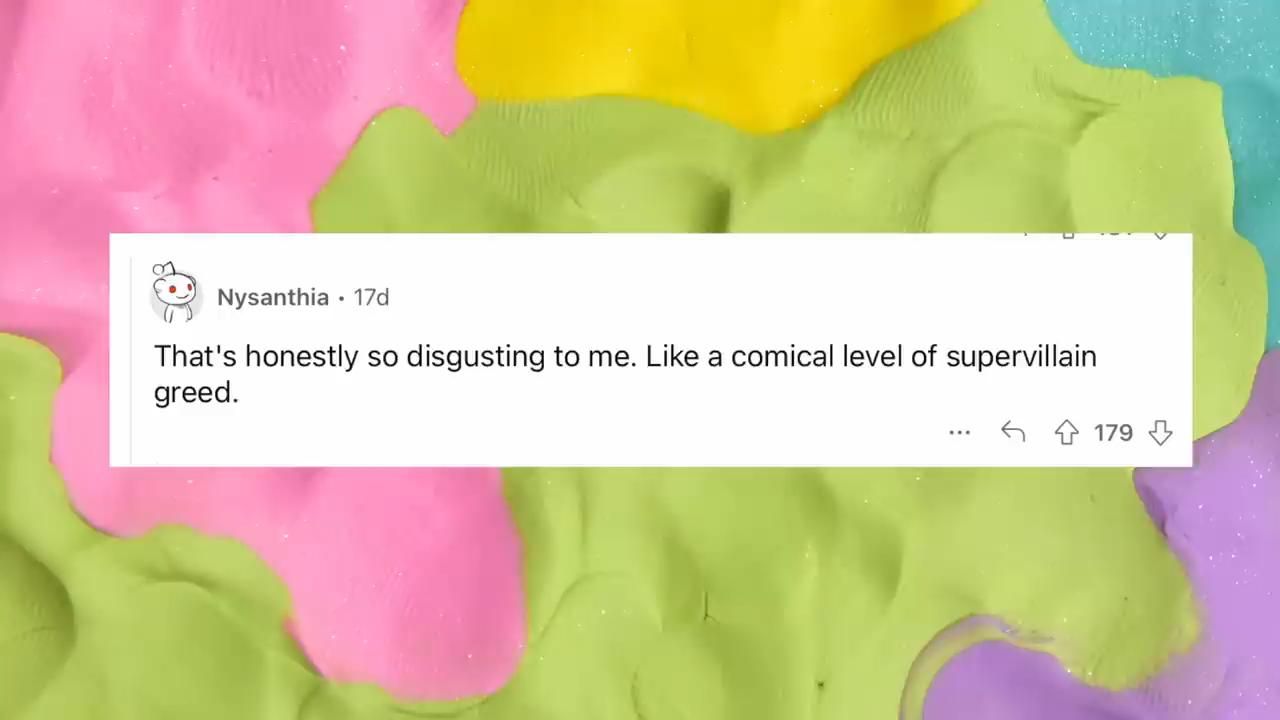 Nysanthia • 17d
That's honestly so disgusting to me. Like a comical level of supervillain
greed.
179